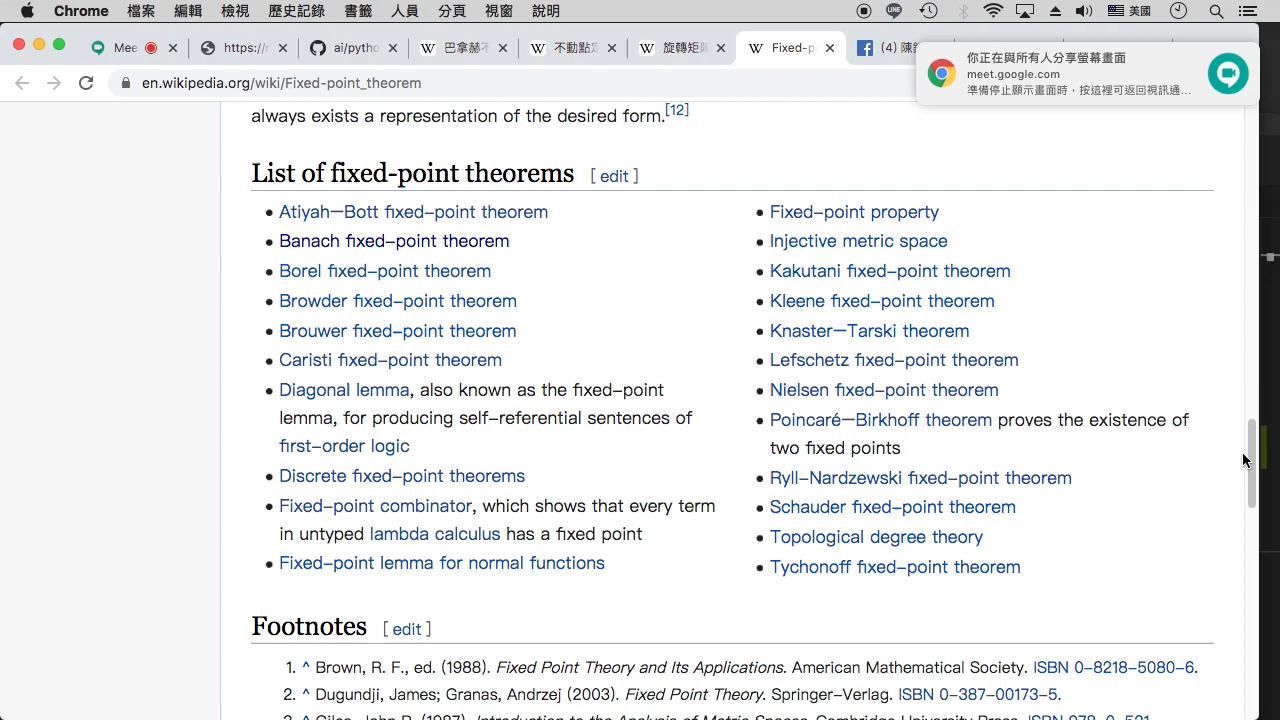 Chrome 檔案 編輯 檢視 歷史記錄 書籤 人員 分頁 視窗 說明 美國
Mee
https://r
ai/pytho
巴拿赫不
不動點定
旋轉矩陣
Fixed-p
(4) 陳
你正在與所有人分享螢幕畫面
meet.google.com
準備停止顯示畫面時，按這裡可返回視訊通...
en.wikipedia.org/wiki/Fixed-point_theorem
always exists a representation of the desired form.[12]
List of fixed-point theorems [ edit ]
• Atiyah–Bott fixed-point theorem
• Banach fixed-point theorem
• Borel fixed-point theorem
• Browder fixed-point theorem
• Brouwer fixed-point theorem
• Caristi fixed-point theorem
• Diagonal lemma, also known as the fixed-point
lemma, for producing self-referential sentences of
first-order logic
• Discrete fixed-point theorems
• Fixed-point combinator, which shows that every term
in untyped lambda calculus has a fixed point
• Fixed-point lemma for normal functions
• Fixed-point property
• Injective metric space
• Kakutani fixed-point theorem
• Kleene fixed-point theorem
• Knaster–Tarski theorem
• Lefschetz fixed-point theorem
• Nielsen fixed-point theorem
• Poincaré–Birkhoff theorem proves the existence of
two fixed points
• Ryll-Nardzewski fixed-point theorem
• Schauder fixed-point theorem
• Topological degree theory
• Tychonoff fixed-point theorem
Footnotes [ edit ]
1. ^ Brown, R. F., ed. (1988). Fixed Point Theory and Its Applications. American Mathematical Society. ISBN 0-8218-5080-6.
2. ^ Dugundji, James; Granas, Andrzej (2003). Fixed Point Theory. Springer-Verlag. ISBN 0-387-00173-5.